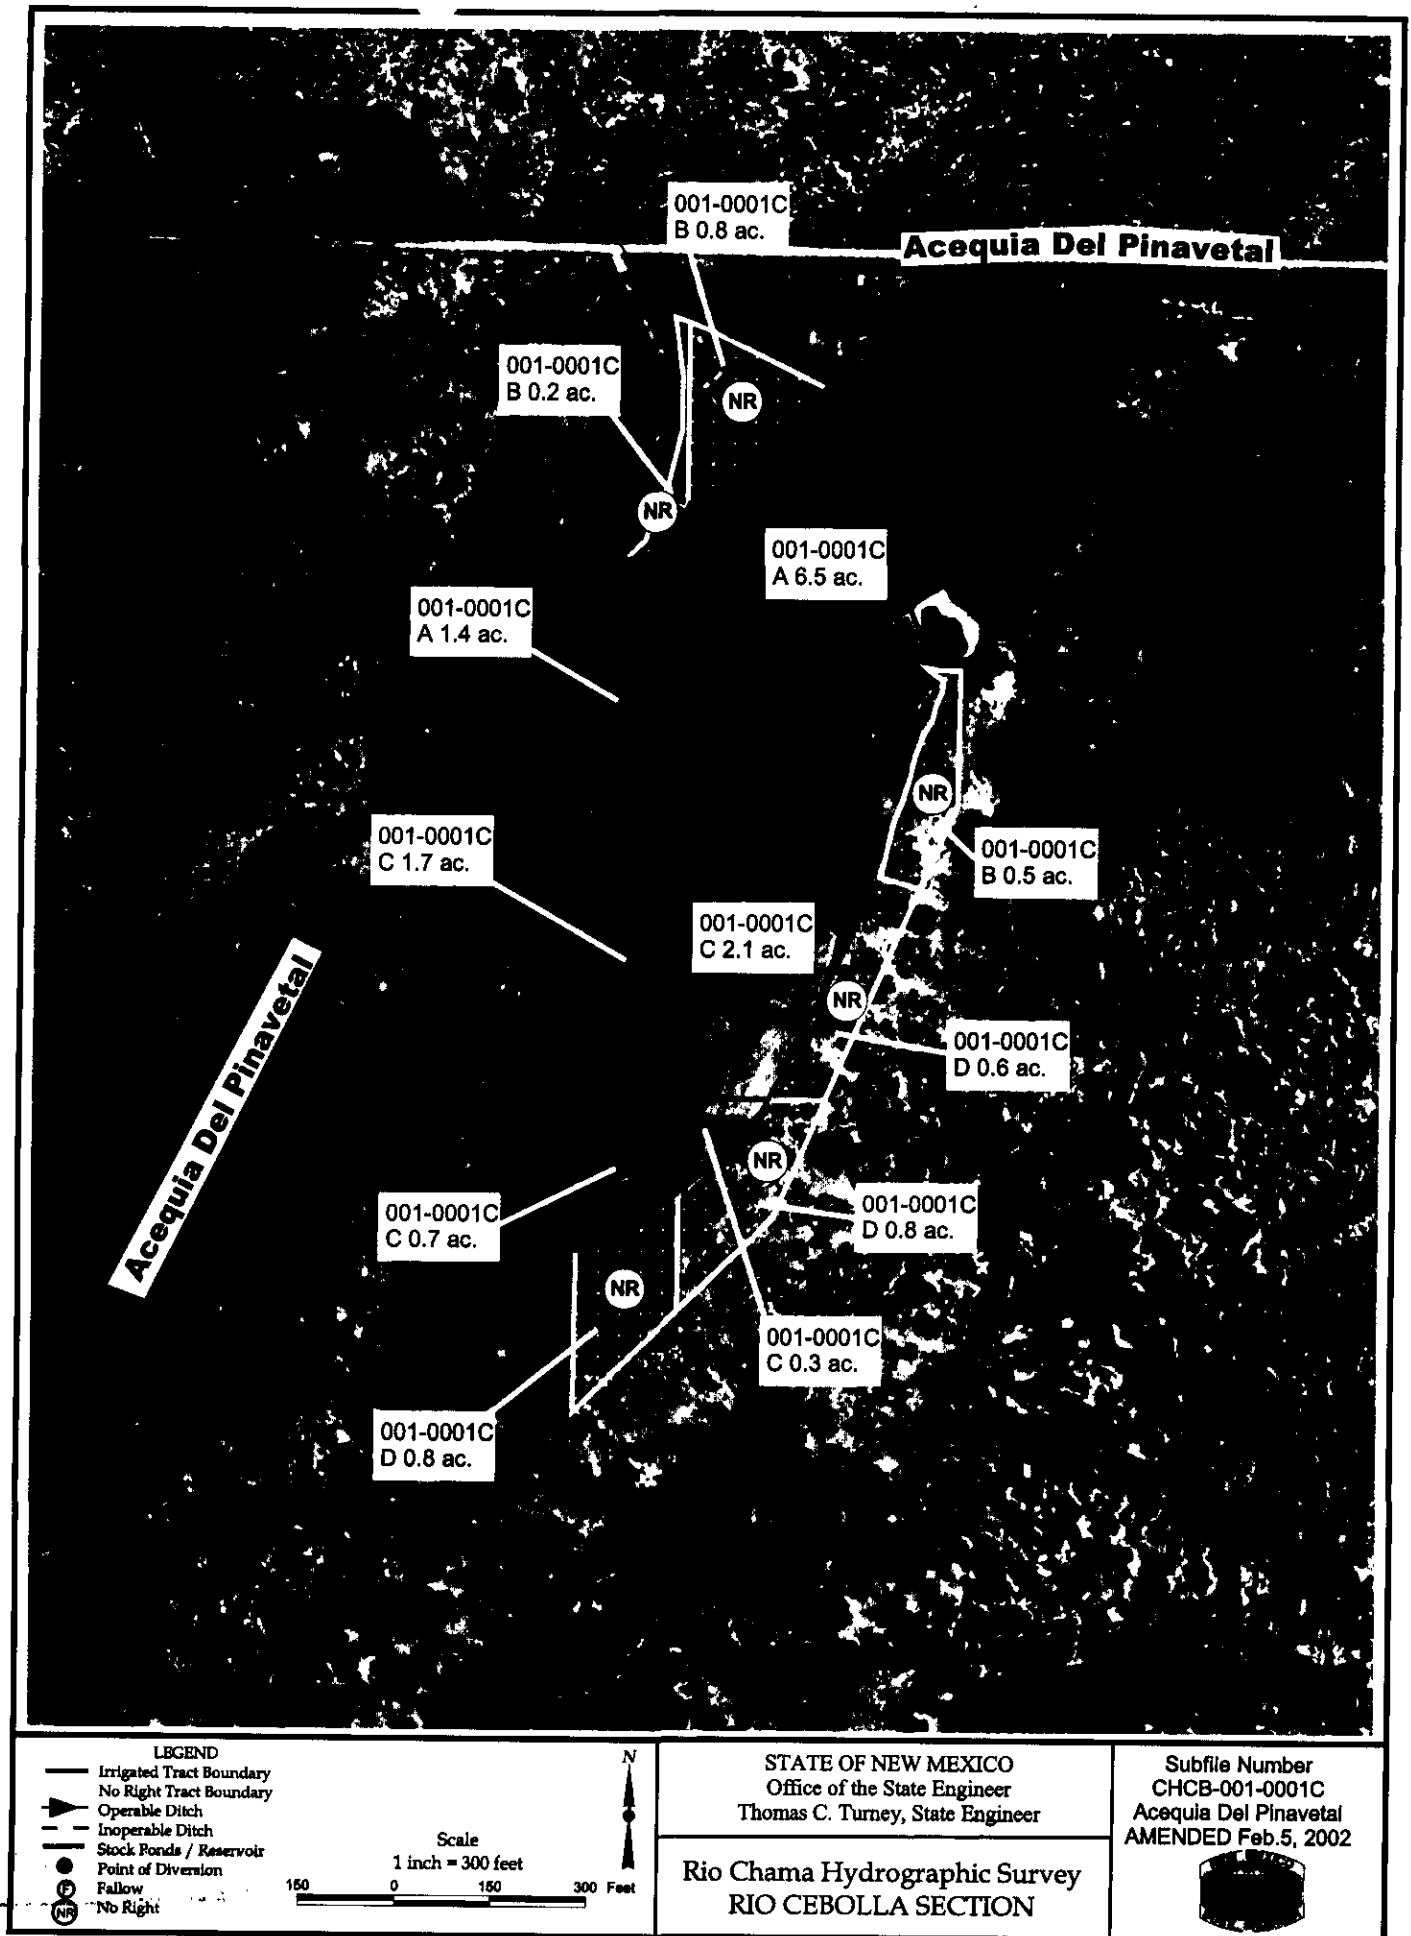 001-0001C
B 0.8 ac.
Acequia Del Pinavetal
001-0001C
B 0.2 ac.
NR
NR
001-0001C
A 6.5 ac.
001-0001C
A 1.4 ac.
NR
001-0001C
C 1.7 ac.
001-0001C
B 0.5 ac.
001-0001C
C 2.1 ac.
Acequia Del Pinavetal
NR
001-0001C
D 0.6 ac.
NR
001-0001C
C 0.7 ac.
001-0001C
D 0.8 ac.
NR
001-0001C
C 0.3 ac.
001-0001C
D 0.8 ac.
LEGEND
Irrigated Tract Boundary
No Right Tract Boundary
Operable Ditch
Inoperable Ditch
Stock Ponds / Reservoir
Point of Diversion
F Fallow
NR No Right
N
Scale
1 inch = 300 feet
150 0 150 300 Feet
STATE OF NEW MEXICO
Office of the State Engineer
Thomas C. Turney, State Engineer
Rio Chama Hydrographic Survey
RIO CEBOLLA SECTION
Subfile Number
CHCB-001-0001C
Acequia Del Pinavetal
AMENDED Feb.5, 2002